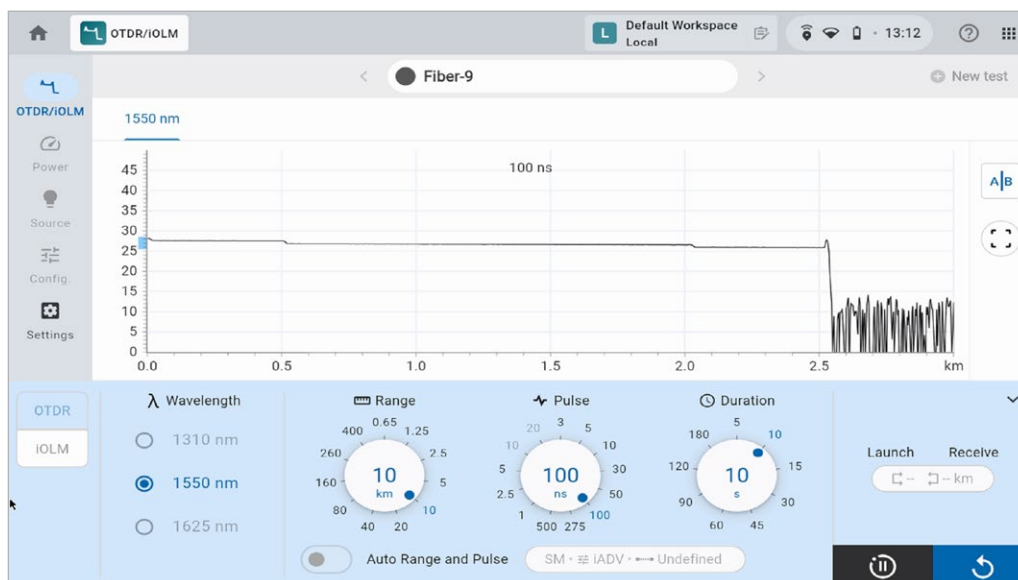 OTDR/iOLM
L
Default Workspace
Local
13:12
Fiber-9
New test
OTDR/iOLM
Power
Source
Config.
Settings
1550 nm
100 ns
45
40
35
30
25
20
15
10
5
0
0.0 0.5 1.0 1.5 2.0 2.5 km
A|B
OTDR
iOLM
λ Wavelength
1310 nm
1550 nm
1625 nm
Range
0.65
400 1.25
260 2.5
160 5
80 10
40 20
10
km
Pulse
20 3 5
10 10
5 30
2.5 50
1 100
500 275
100
ns
Duration
5
180 10
120 15
90 30
60 45
10
s
Launch Receive
-- -- km
Auto Range and Pulse
SM · iADV · Undefined